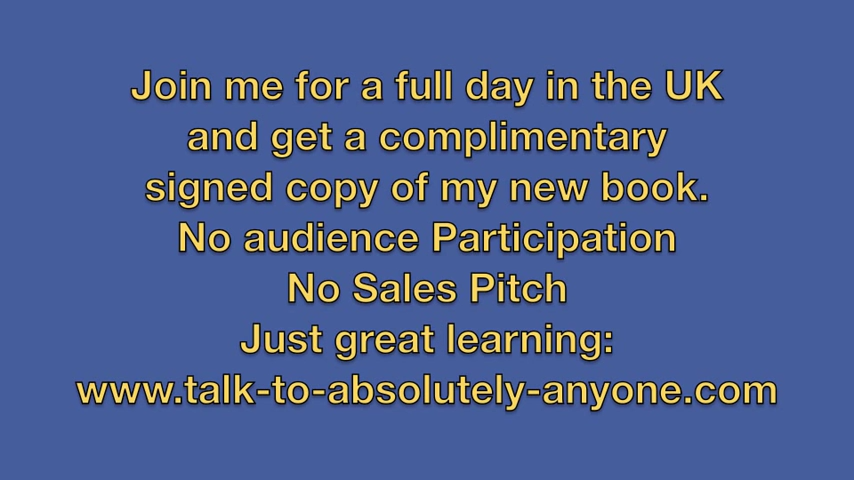 Join me for a full day in the UK
and get a complimentary
signed copy of my new book.
No audience Participation
No Sales Pitch
Just great learning:
www.talk-to-absolutely-anyone.com